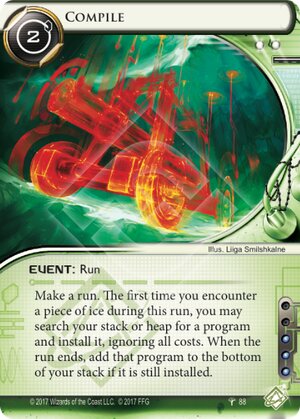 2
COMPILE
Illus. Liiga Smilshkalne
EVENT: Run
Make a run. The first time you encounter
a piece of ice during this run, you may
search your stack or heap for a program
and install it, ignoring all costs. When the
run ends, add that program to the bottom
of your stack if it is still installed.
© 2017 Wizards of the Coast LLC. © 2017 FFG
88